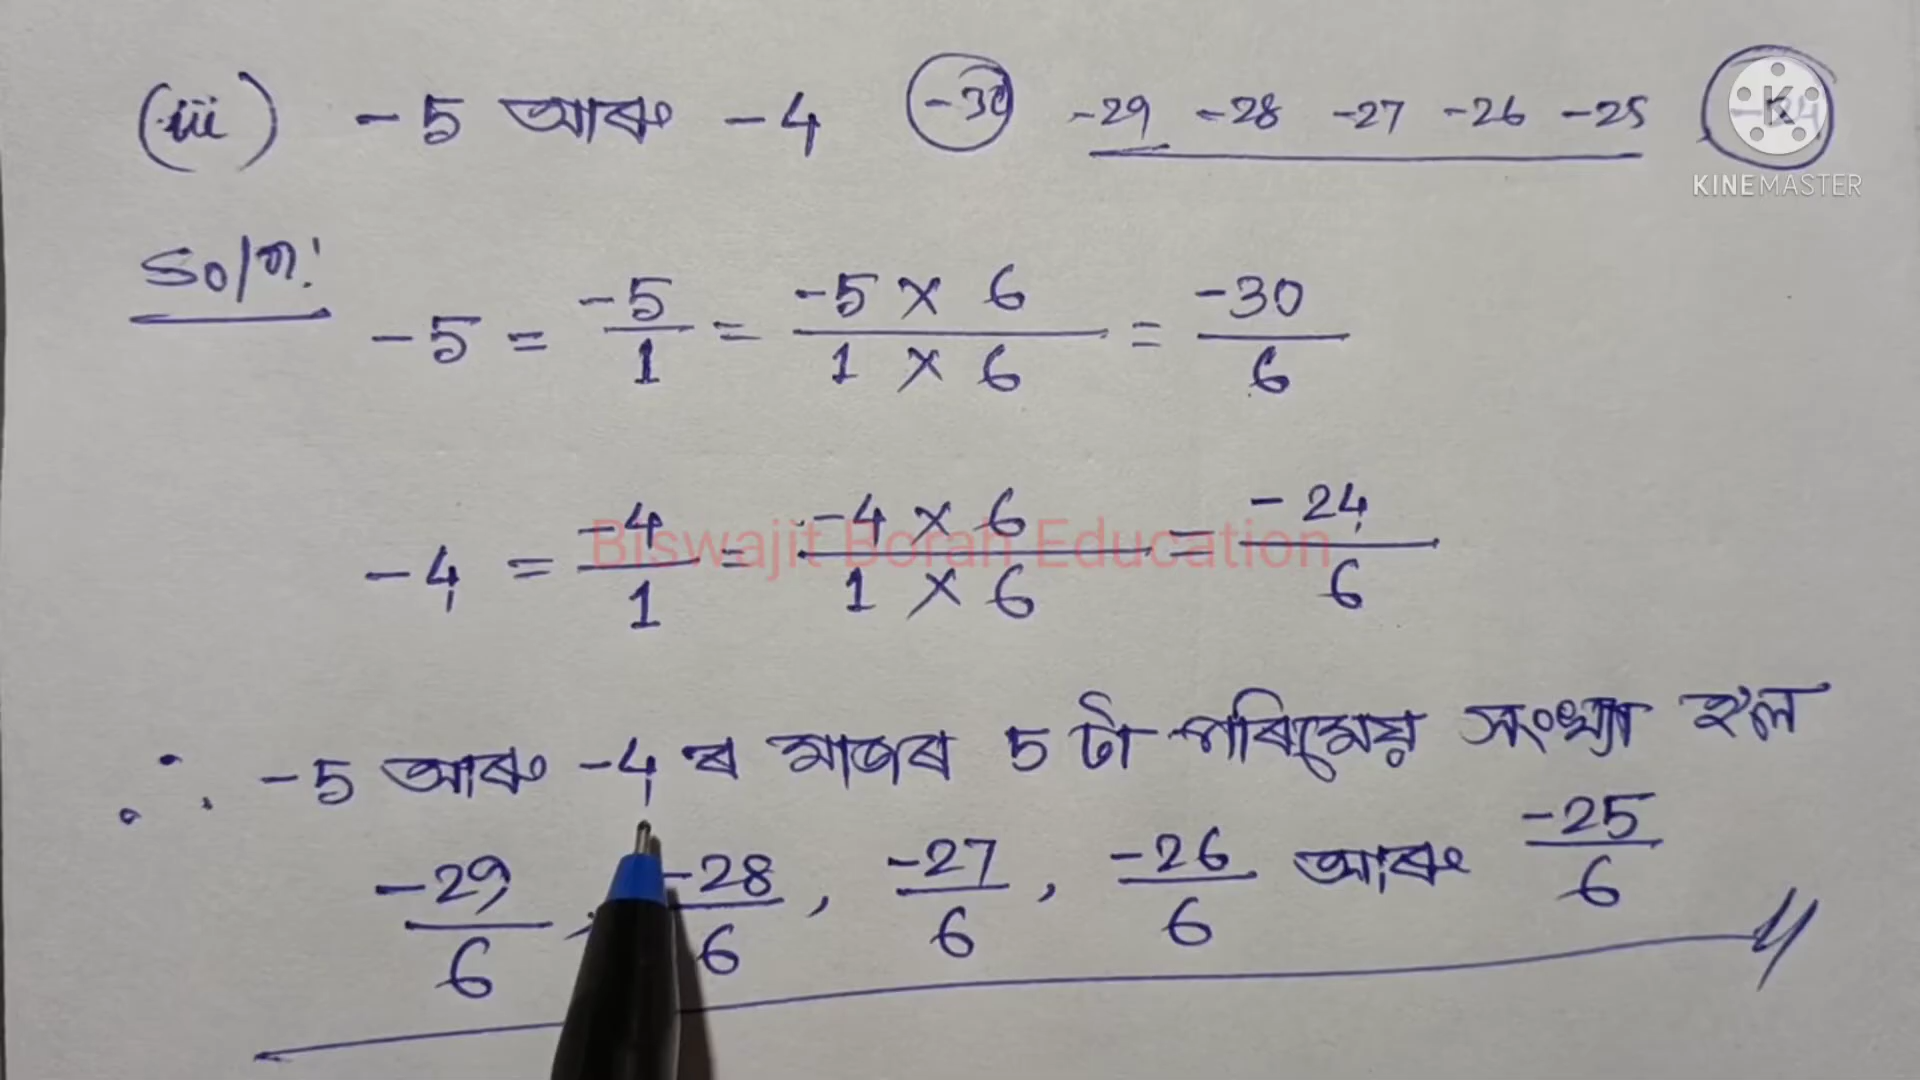 (iii) -5 আৰু -4 -30 -29 -28 -27 -26 -25 -24
KINEMASTER
Soln:
-5 = -5/1 = -5 × 6/1 × 6 = -30/6
-4 = -4/1 = -4 × 6/1 × 6 = -24/6
Biswajit Borah Education
∴ -5 আৰু -4 ৰ মাজৰ 5 টা পৰিমেয় সংখ্যা হ'ল
-29/6, -28/6, -27/6, -26/6 আৰু -25/6